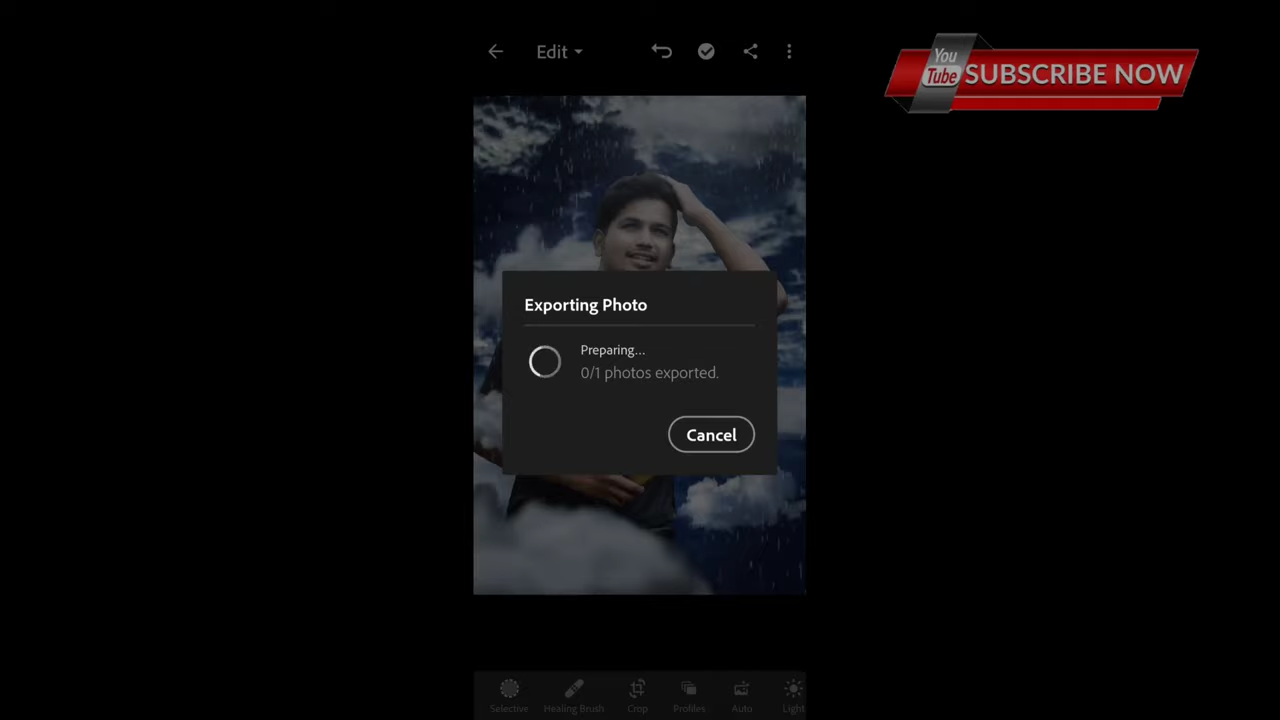 Edit
You
Tube
SUBSCRIBE NOW
Exporting Photo
Preparing...
0/1 photos exported.
Cancel
Selective
Healing Brush
Crop
Profiles
Auto
Light